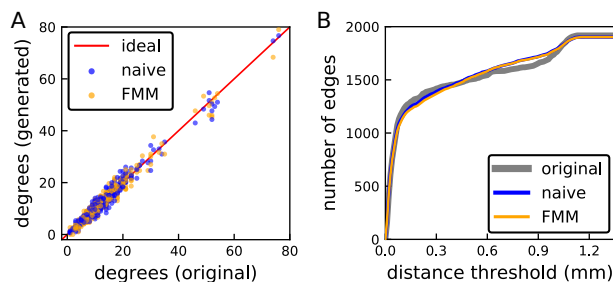 A
80
60
40
20
0
0
20
40
60
80
degrees (generated)
degrees (original)
ideal
naive
FMM
B
2000
1500
1000
500
0
0.0
0.3
0.6
0.9
1.2
number of edges
distance threshold (mm)
original
naive
FMM